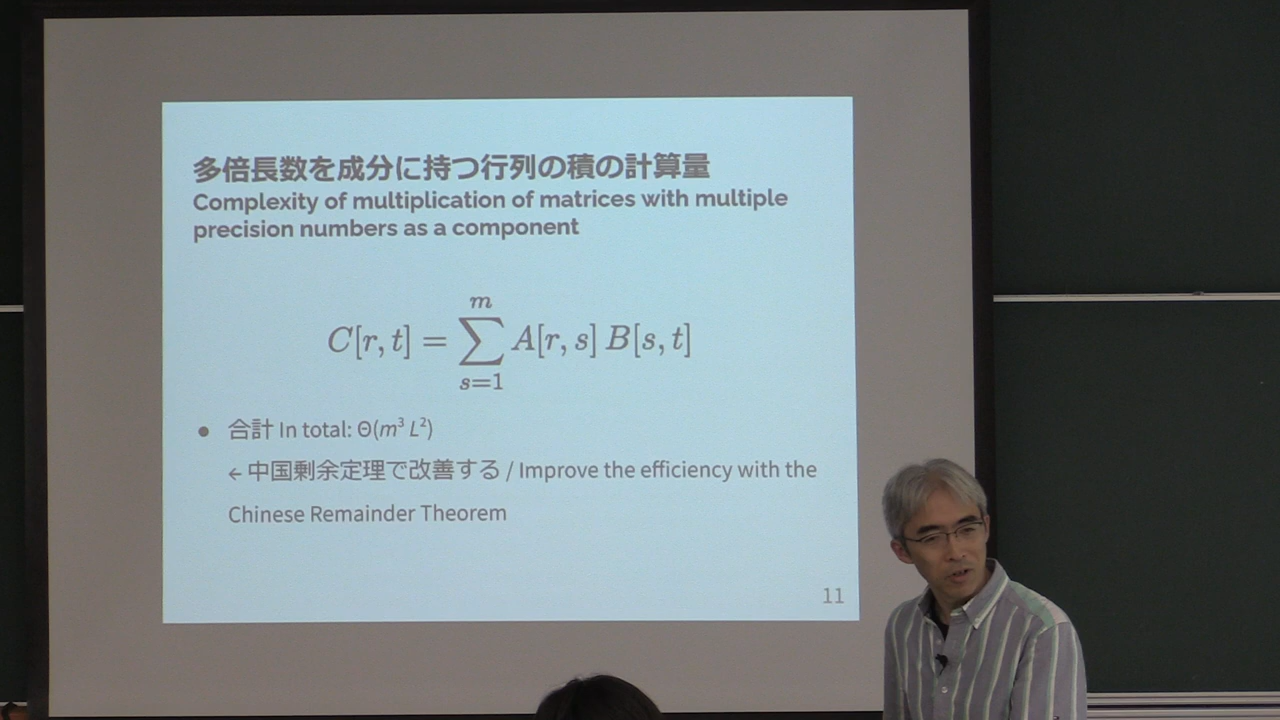 多倍長数を成分に持つ行列の積の計算量
Complexity of multiplication of matrices with multiple
precision numbers as a component
C[r, t] = \sum_{s=1}^{m} A[r, s] B[s, t]
● 合計 In total: Θ(m³ L²)
← 中国剰余定理で改善する / Improve the efficiency with the
Chinese Remainder Theorem
11